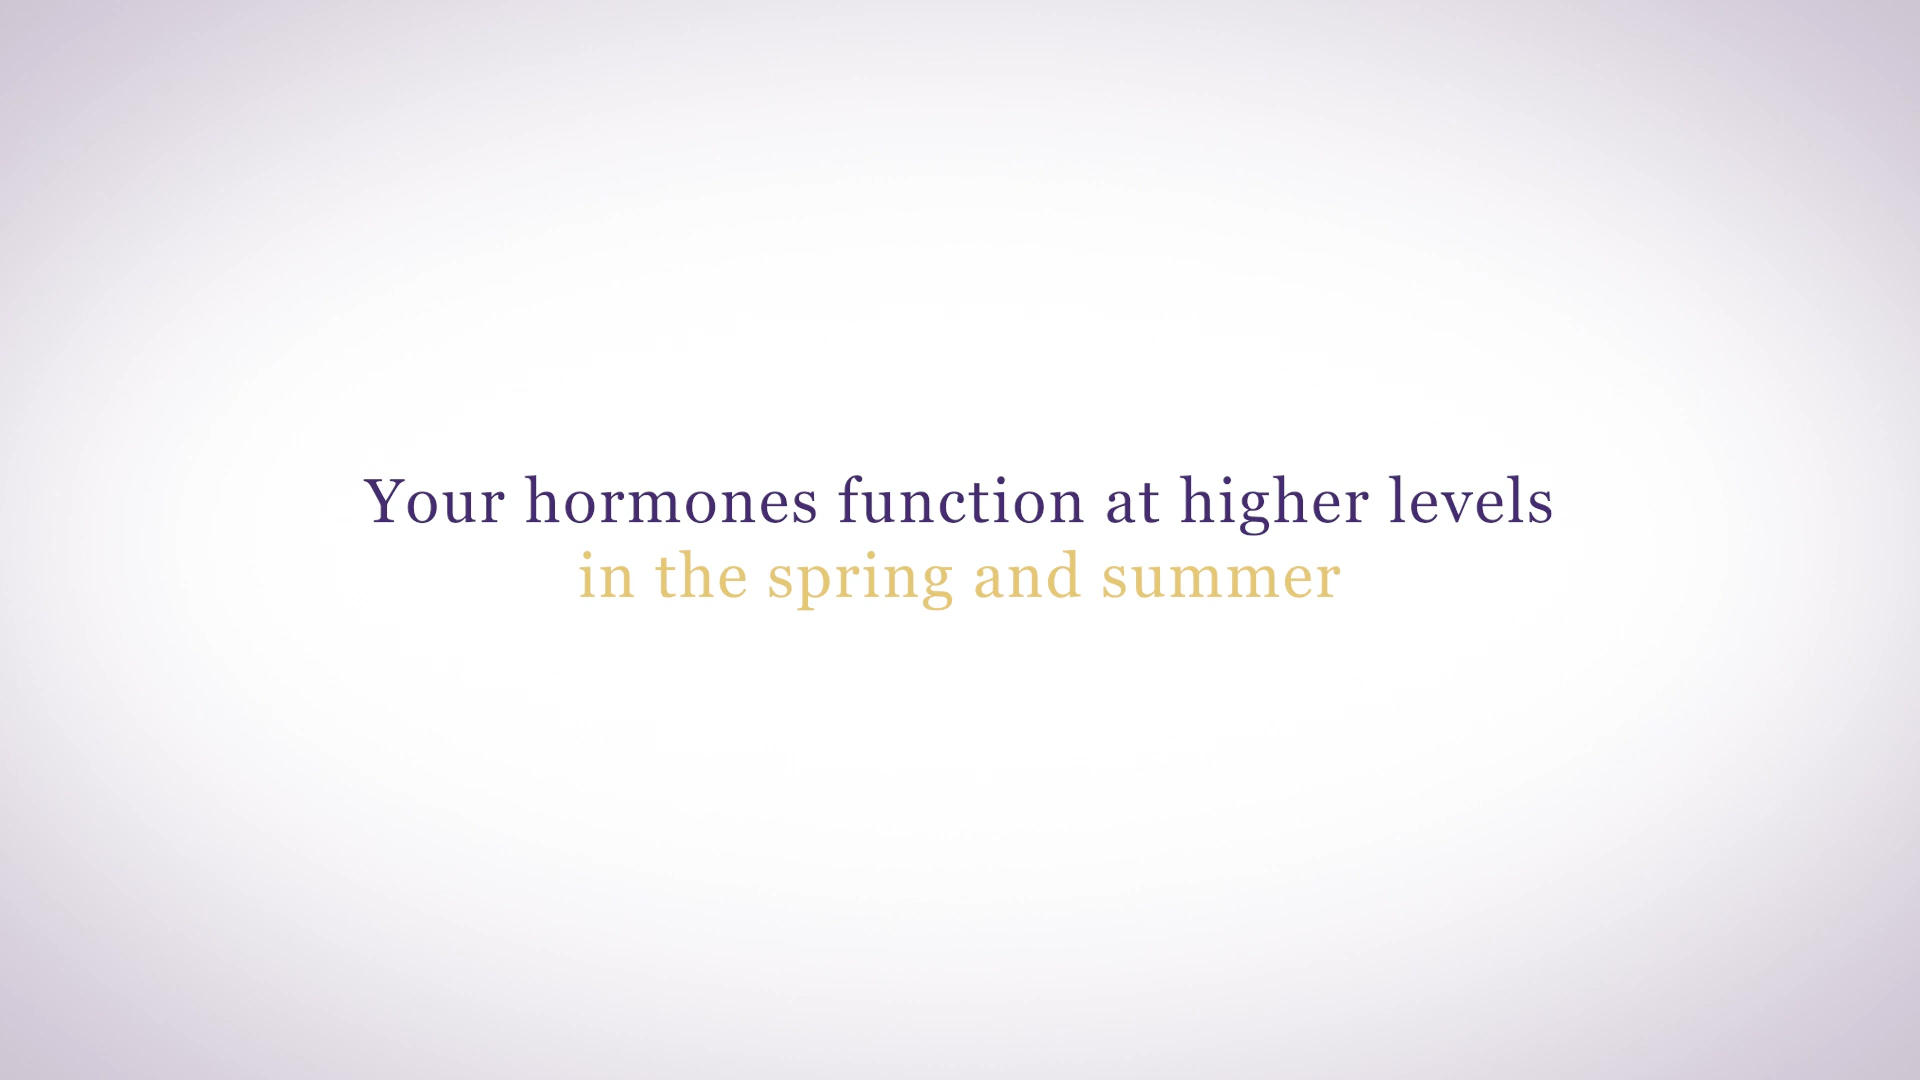 Your hormones function at higher levels
in the spring and summer